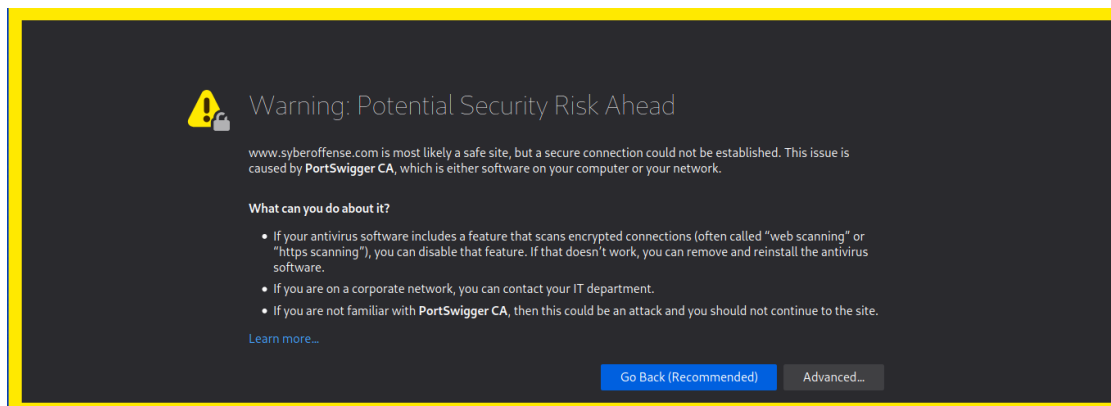 Warning: Potential Security Risk Ahead
www.syberoffense.com is most likely a safe site, but a secure connection could not be established. This issue is
caused by PortSwigger CA, which is either software on your computer or your network.
What can you do about it?
• If your antivirus software includes a feature that scans encrypted connections (often called “web scanning” or
“https scanning”), you can disable that feature. If that doesn’t work, you can remove and reinstall the antivirus
software.
• If you are on a corporate network, you can contact your IT department.
• If you are not familiar with PortSwigger CA, then this could be an attack and you should not continue to the site.
Learn more...
Go Back (Recommended)
Advanced...